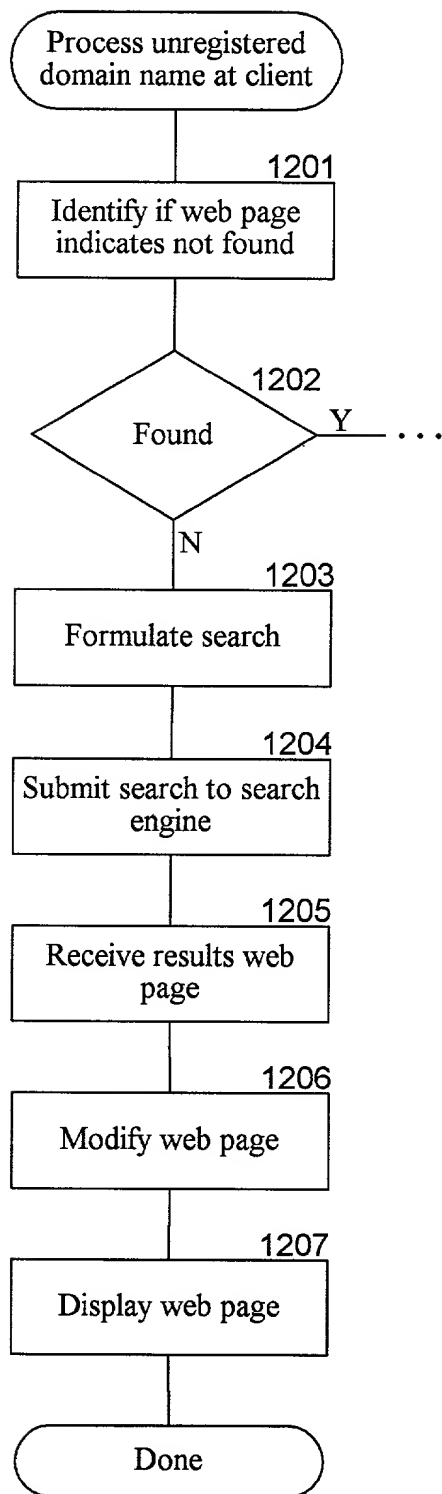 Process unregistered
domain name at client
1201
Identify if web page
indicates not found
1202
Found
Y
...
N
1203
Formulate search
1204
Submit search to search
engine
1205
Receive results web
page
1206
Modify web page
1207
Display web page
Done